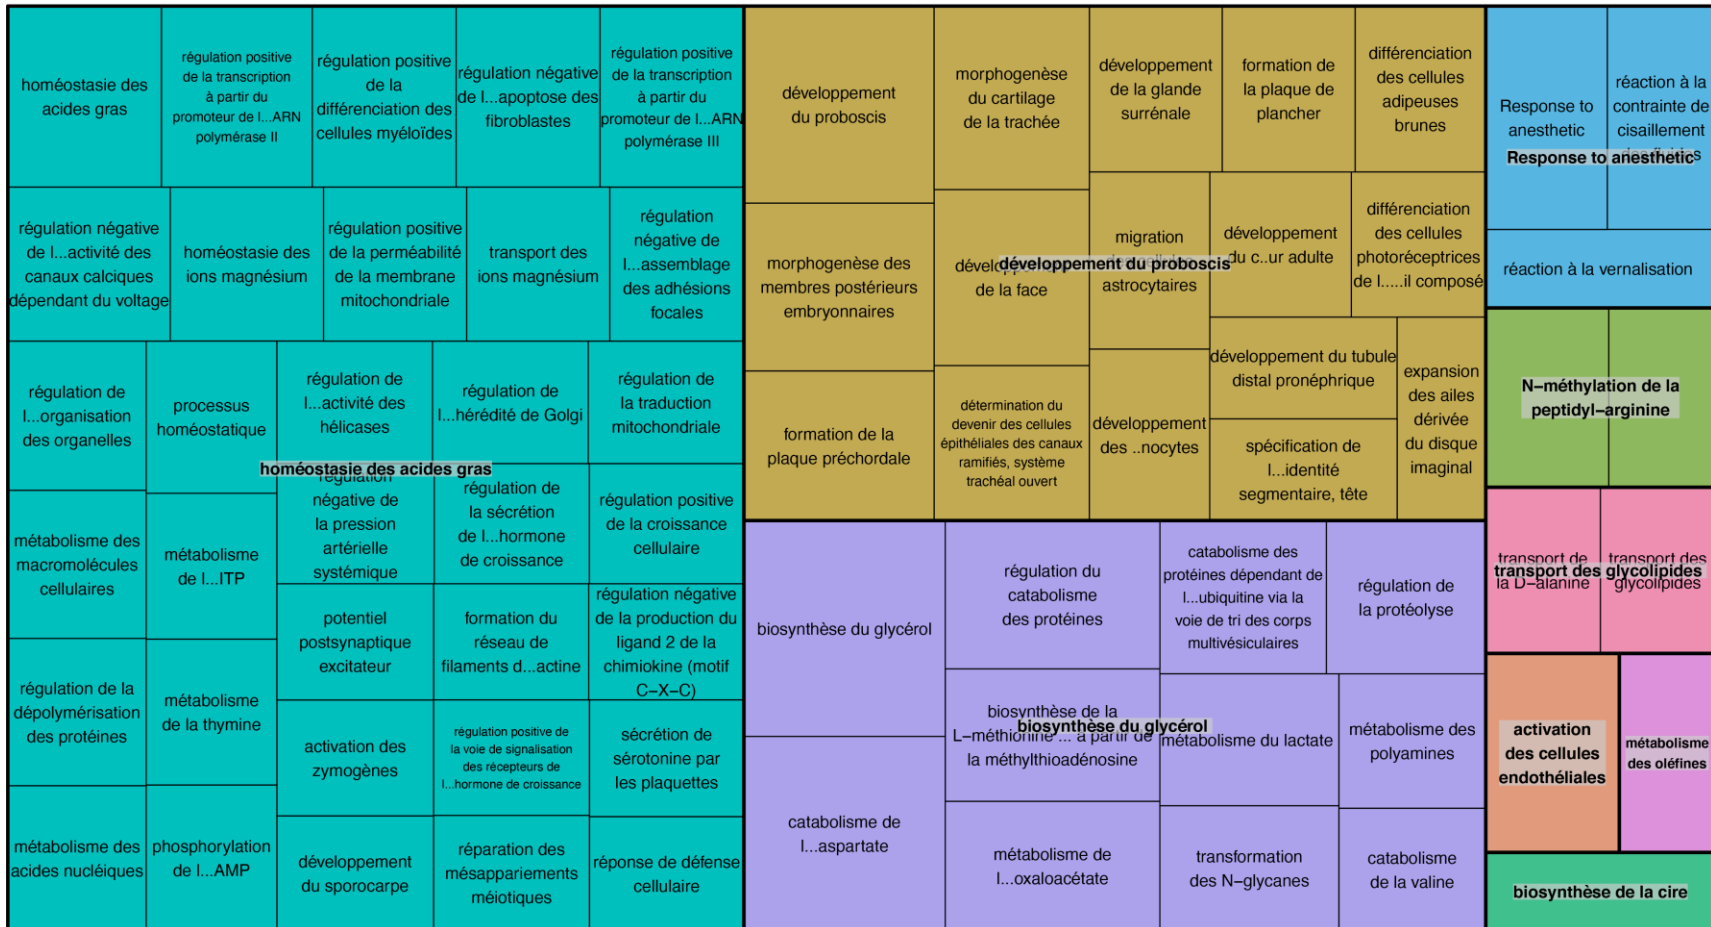 homéostasie des
acides gras
régulation positive
de la transcription
à partir du
promoteur de l...ARN
polymérase II
régulation positive
de la
différenciation des
cellules myéloïdes
régulation négative
de l...apoptose des
fibroblastes
régulation positive
de la transcription
à partir du
promoteur de l...ARN
polymérase III
régulation négative
de l...activité des
canaux calciques
dépendant du voltage
homéostasie des
ions magnésium
régulation positive
de la perméabilité
de la membrane
mitochondriale
transport des
ions magnésium
régulation
négative de
l...assemblage
des adhésions
focales
régulation de
l...organisation
des organelles
processus
homéostatique
régulation de
l...activité des
hélicases
régulation de
l...hérédité de Golgi
régulation de
la traduction
mitochondriale
homéostasie des acides gras
métabolisme des
macromolécules
cellulaires
métabolisme
de l...ITP
régulation
négative de
la pression
artérielle
systémique
régulation de
la sécrétion
de l...hormone
de croissance
régulation positive
de la croissance
cellulaire
potentiel
postsynaptique
excitateur
formation du
réseau de
filaments d...actine
régulation négative
de la production du
ligand 2 de la
chimiokine (motif
C−X−C)
régulation de la
dépolymérisation
des protéines
métabolisme
de la thymine
activation des
zymogènes
régulation positive de
la voie de signalisation
des récepteurs de
l...hormone de croissance
sécrétion de
sérotonine par
les plaquettes
métabolisme des
acides nucléiques
phosphorylation
de l...AMP
développement
du sporocarpe
réparation des
mésappariements
méiotiques
réponse de défense
cellulaire
développement
du proboscis
morphogenèse
du cartilage
de la trachée
développement
de la glande
surrénale
formation de
la plaque de
plancher
différenciation
des cellules
adipeuses
brunes
morphogenèse des
membres postérieurs
embryonnaires
développement
de la face
migration
astrocytaires
développement
du c..ur adulte
différenciation
des cellules
photoréceptrices
de l.....il composé
développement du proboscis
formation de la
plaque préchordale
détermination du
devenir des cellules
épithéliales des canaux
ramifiés, système
trachéal ouvert
développement
des ..nocytes
développement du tubule
distal pronéphrique
spécification de
l...identité
segmentaire, tête
expansion
des ailes
dérivée
du disque
imaginal
biosynthèse du glycérol
régulation du
catabolisme
des protéines
catabolisme des
protéines dépendant de
l...ubiquitine via la
voie de tri des corps
multivésiculaires
régulation de
la protéolyse
biosynthèse de la
L−méthionine ... à partir de
la méthylthioadénosine
métabolisme du lactate
métabolisme des
polyamines
biosynthèse du glycérol
catabolisme de
l...aspartate
métabolisme de
l...oxaloacétate
transformation
des N−glycanes
catabolisme
de la valine
Response to
anesthetic
réaction à la
contrainte de
cisaillement
des fluides
Response to anesthetic
réaction à la vernalisation
N−méthylation de la
peptidyl−arginine
transport de
la D−alanine
transport des
glycolipides
transport des glycolipides
activation
des cellules
endothéliales
métabolisme
des oléfines
biosynthèse de la cire